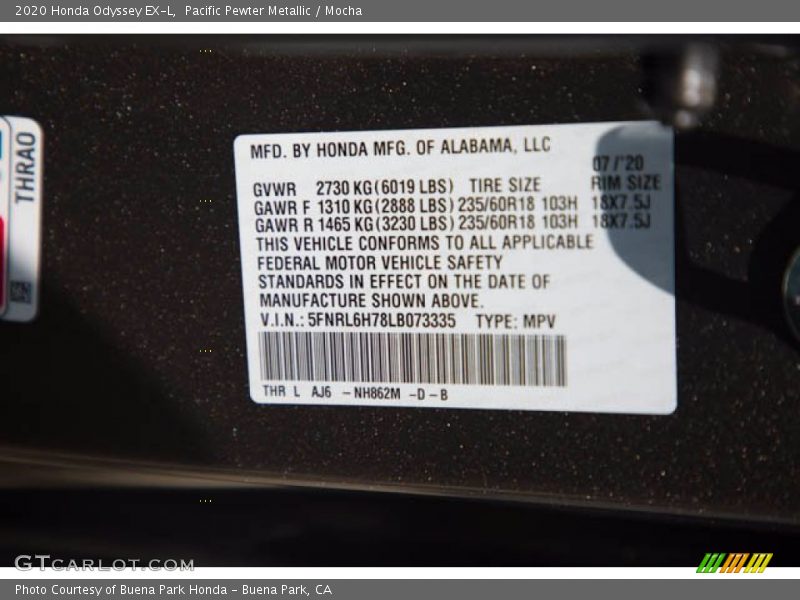 2020 Honda Odyssey EX-L, Pacific Pewter Metallic / Mocha
THRAO
MFD. BY HONDA MFG. OF ALABAMA, LLC
07/'20
GVWR 2730 KG(6019 LBS) TIRE SIZE RIM SIZE
GAWR F 1310 KG(2888 LBS) 235/60R18 103H 18X7.5J
GAWR R 1465 KG(3230 LBS) 235/60R18 103H 18X7.5J
THIS VEHICLE CONFORMS TO ALL APPLICABLE
FEDERAL MOTOR VEHICLE SAFETY
STANDARDS IN EFFECT ON THE DATE OF
MANUFACTURE SHOWN ABOVE.
V.I.N.: 5FNRL6H78LB073335 TYPE: MPV
THR L AJ6 -NH862M -D-B
GTCARLOT.COM
Photo Courtesy of Buena Park Honda - Buena Park, CA